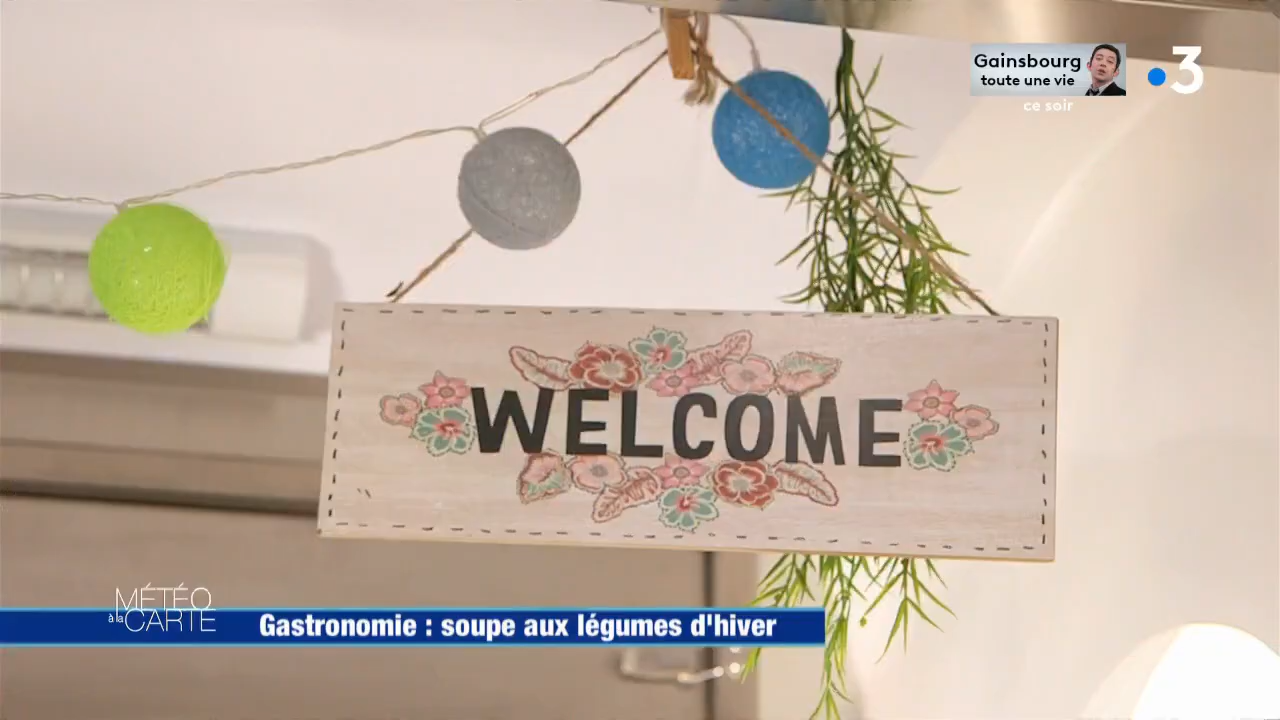 Gainsbourg
toute une vie
3
ce soir
WELCOME
MÉTÉO
à la CARTE
Gastronomie : soupe aux légumes d'hiver